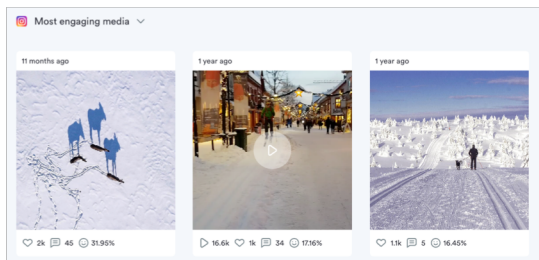 Most engaging media
11 months ago
2k 45 31.95%
1 year ago
16.6k 1k 34 17.16%
1 year ago
1.1k 5 16.45%